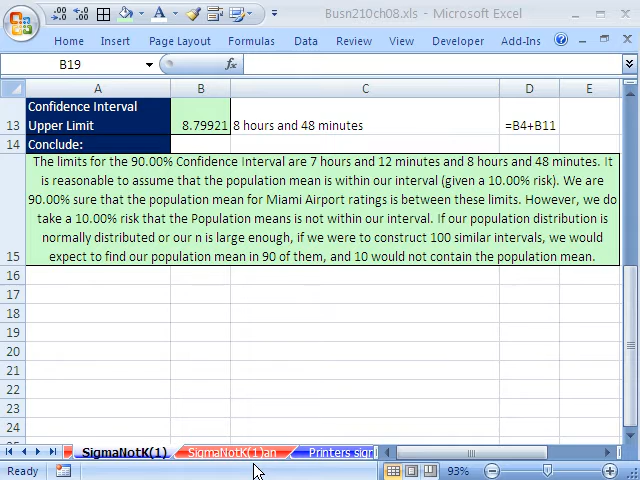 Busn210ch08.xls - Microsoft Excel
Home Insert Page Layout Formulas Data Review View Developer Add-Ins
B19 fx
A B C D E
Confidence Interval
13 Upper Limit 8.79921 8 hours and 48 minutes =B4+B11
14 Conclude:
The limits for the 90.00% Confidence Interval are 7 hours and 12 minutes and 8 hours and 48 minutes. It
is reasonable to assume that the population mean is within our interval (given a 10.00% risk). We are
90.00% sure that the population mean for Miami Airport ratings is between these limits. However, we do
take a 10.00% risk that the Population means is not within our interval. If our population distribution is
normally distributed or our n is large enough, if we were to construct 100 similar intervals, we would
15 expect to find our population mean in 90 of them, and 10 would not contain the population mean.
16
17
18
19
20
21
22
23
24
SigmaNotK(1) SigmaNotK(1)an Printers sigr
Ready 93%